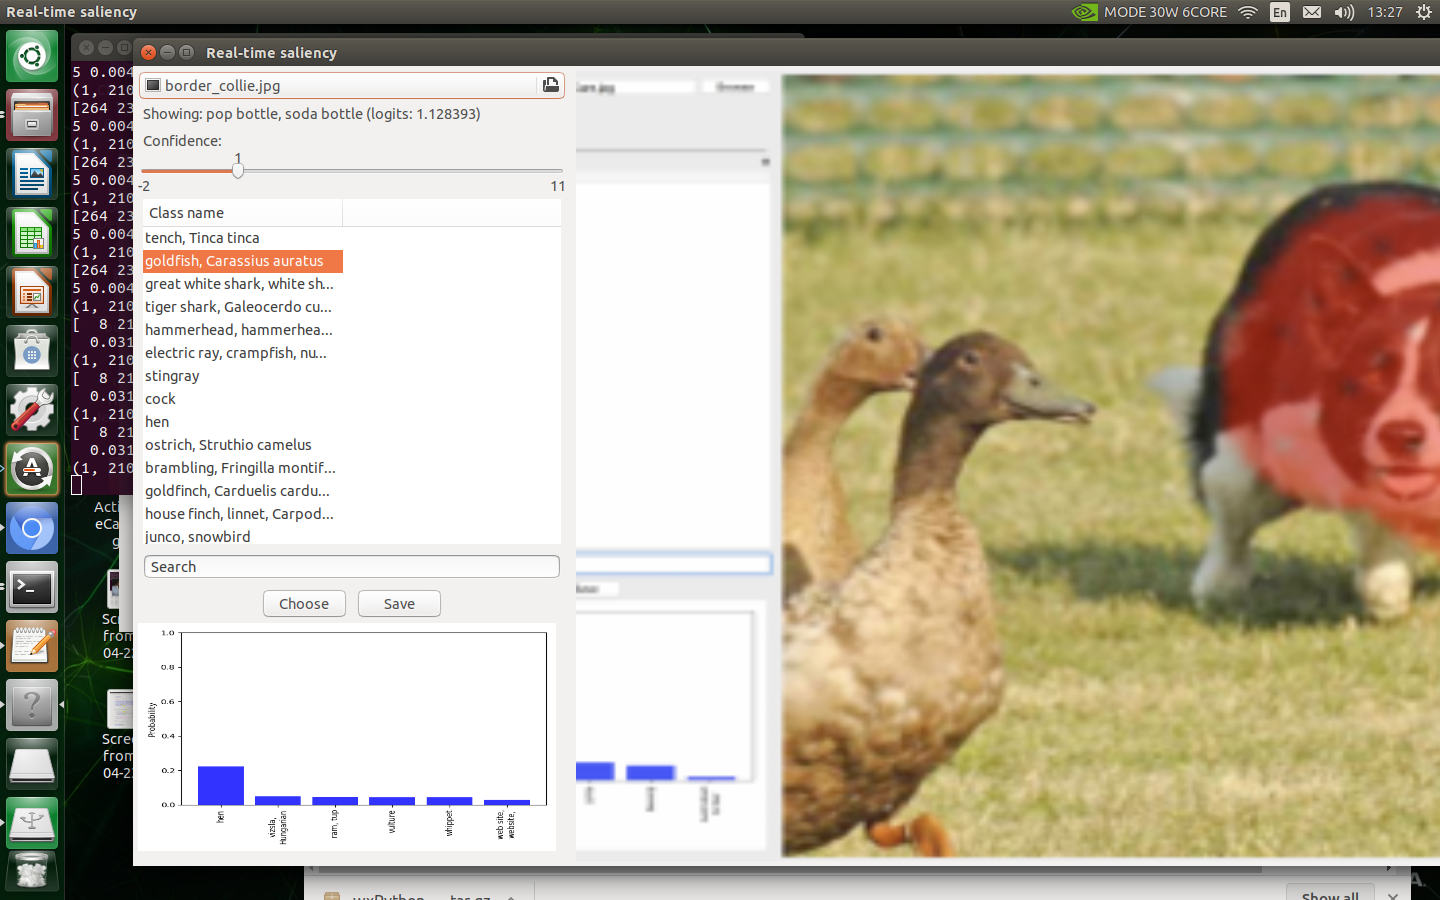 Real-time saliency
MODE 30W 6CORE
En
13:27
Real-time saliency
5 0.004
(1, 210
[264 23
5 0.004
(1, 210
[264 23
5 0.004
(1, 210
[264 23
5 0.004
(1, 210
[264 23
5 0.004
(1, 210
[ 8 21
0.031
(1, 210
[ 8 21
0.031
(1, 210
[ 8 21
0.031
(1, 210
border_collie.jpg
Showing: pop bottle, soda bottle (logits: 1.128393)
Confidence:
1
-2
11
Class name
tench, Tinca tinca
goldfish, Carassius auratus
great white shark, white sh...
tiger shark, Galeocerdo cu...
hammerhead, hammerhea...
electric ray, crampfish, nu...
stingray
cock
hen
ostrich, Struthio camelus
brambling, Fringilla montif...
goldfinch, Carduelis cardu...
house finch, linnet, Carpod...
junco, snowbird
Search
Choose
Save
1.0
0.8
0.6
0.4
0.2
0.0
Probability
hen
vizsla,
Hungarian
ram, tup
vulture
whippet
web site,
website,
Acti
eCa
g
Scr
from
04-2
Scre
from
04-2
Show all